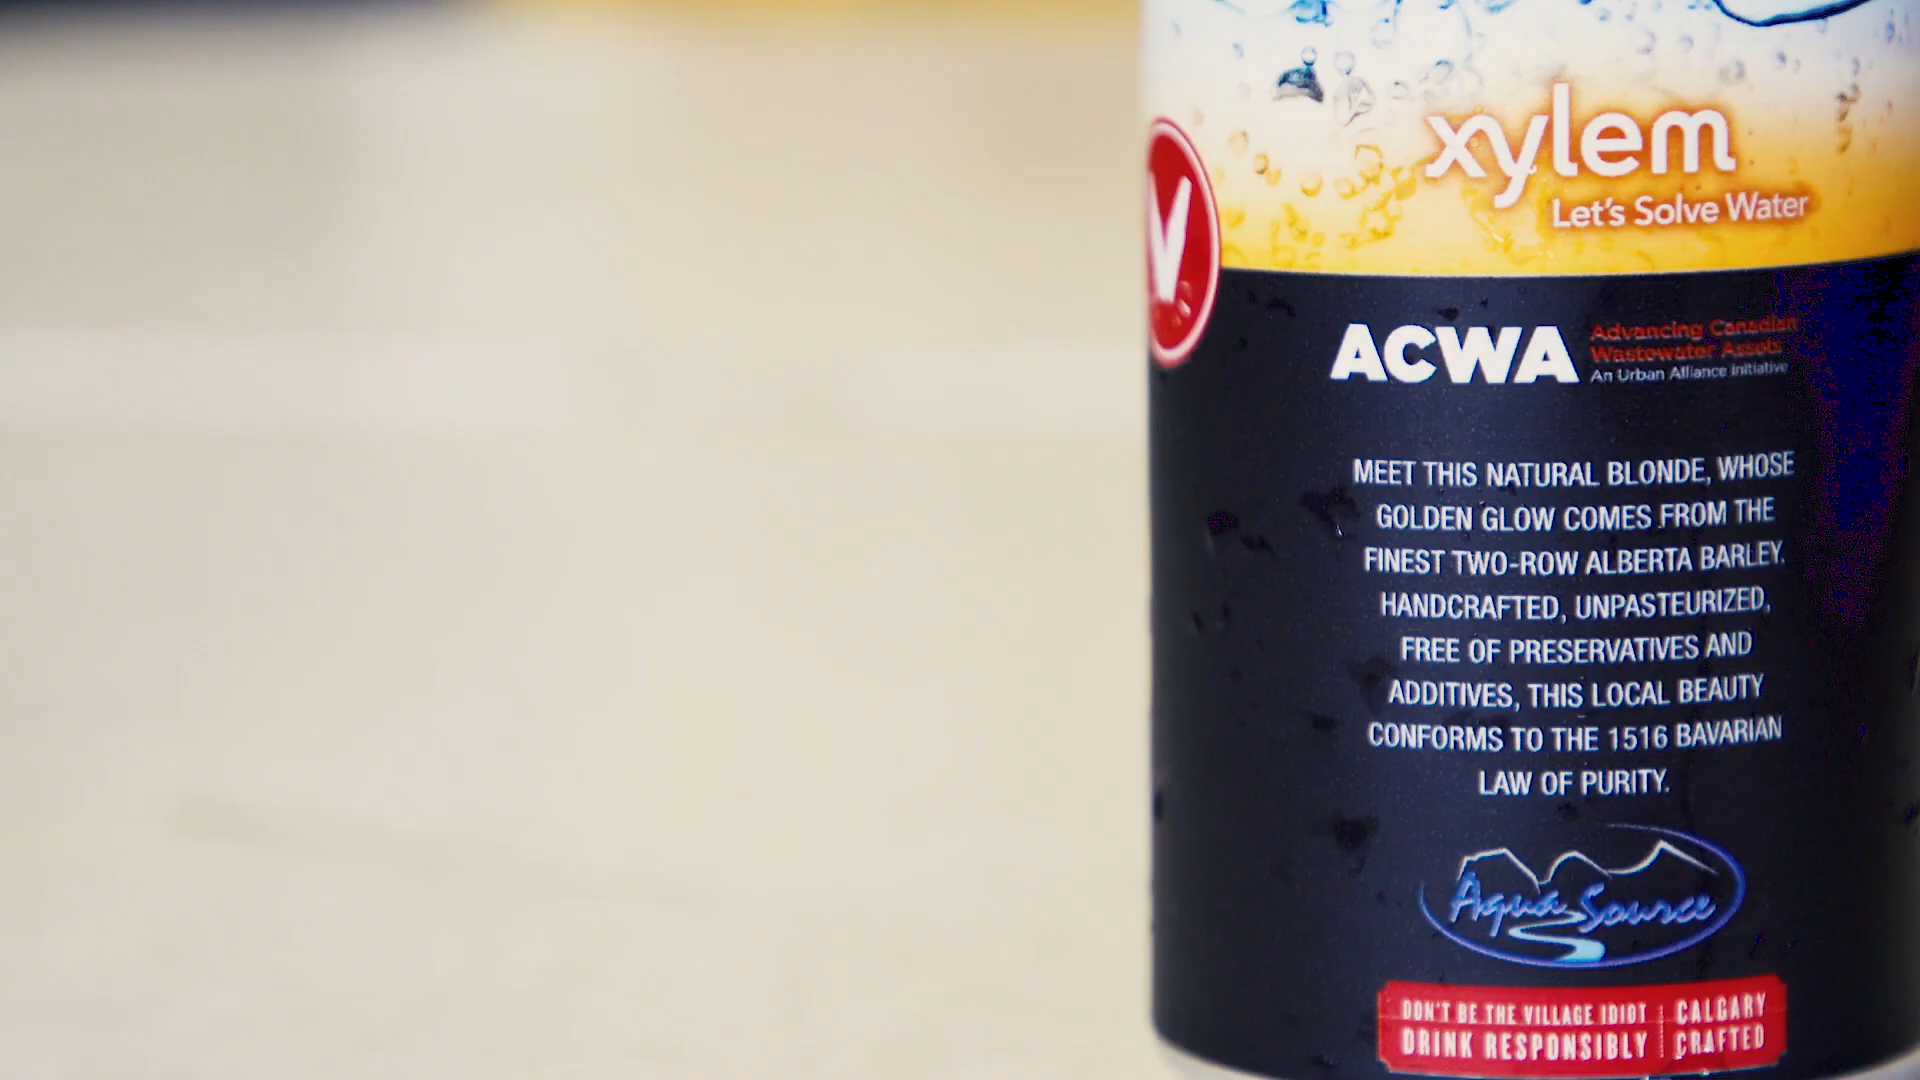 xylem
Let's Solve Water
V
ACWA
Advancing Canadian
Wastewater Assets
An Urban Alliance Initiative
MEET THIS NATURAL BLONDE, WHOSE
GOLDEN GLOW COMES FROM THE
FINEST TWO-ROW ALBERTA BARLEY.
HANDCRAFTED, UNPASTEURIZED,
FREE OF PRESERVATIVES AND
ADDITIVES, THIS LOCAL BEAUTY
CONFORMS TO THE 1516 BAVARIAN
LAW OF PURITY.
Aqua Source
DON'T BE THE VILLAGE IDIOT
DRINK RESPONSIBLY
CALGARY
CRAFTED